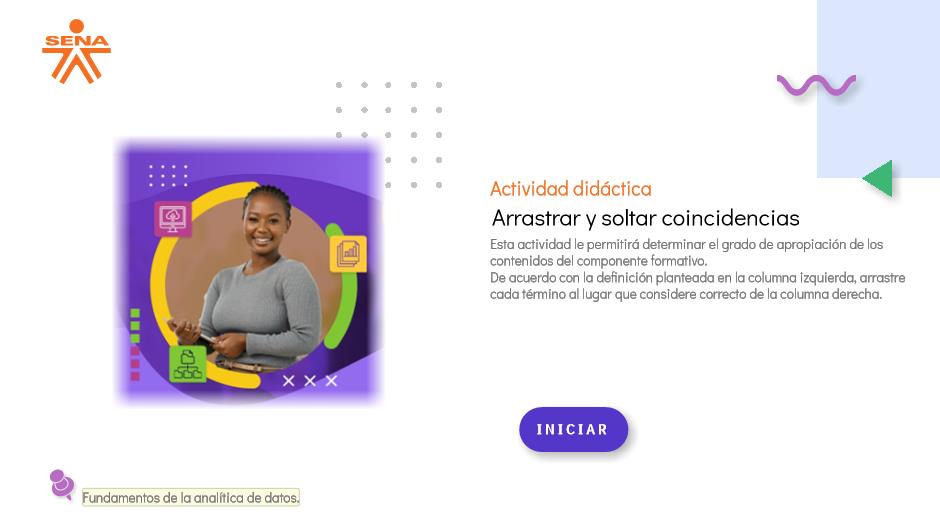 SENA
Actividad didáctica
Arrastrar y soltar coincidencias
Esta actividad le permitirá determinar el grado de apropiación de los
contenidos del componente formativo.
De acuerdo con la definición planteada en la columna izquierda, arrastre
cada término al lugar que considere correcto de la columna derecha.
INICIAR
Fundamentos de la analítica de datos.